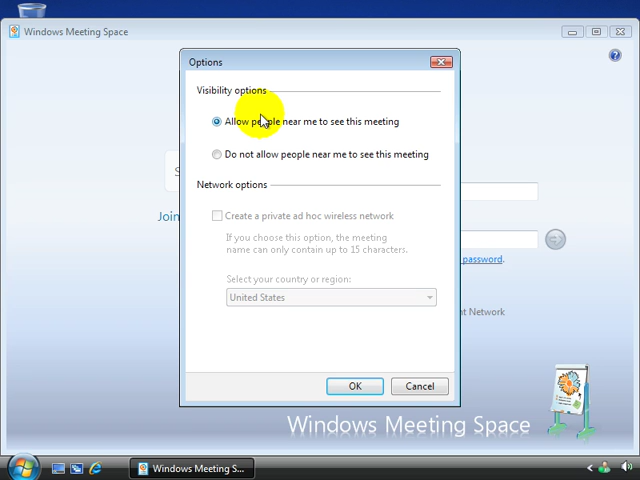 Windows Meeting Space
Options
Visibility options
Allow people near me to see this meeting
Do not allow people near me to see this meeting
Network options
Create a private ad hoc wireless network
If you choose this option, the meeting
name can only contain up to 15 characters.
Select your country or region:
United States
OK
Cancel
S
Join
password.
Network
Windows Meeting Space
Windows Meeting S...